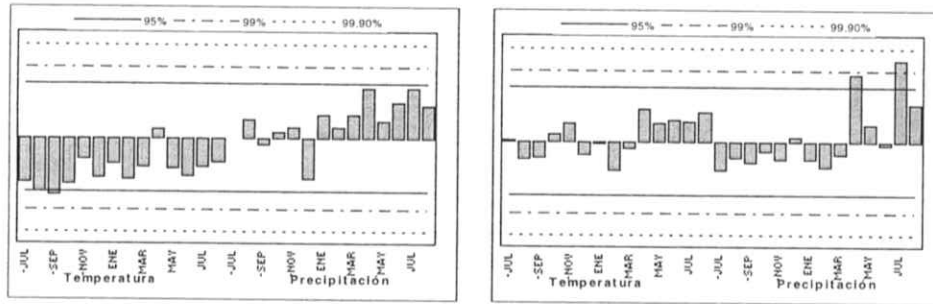 95% 99% 99.90%
-JUL -SEP -NOV ENE MAR MAY JUL -JUL -SEP -NOV ENE MAR MAY JUL
Temperatura Precipitación
95% 99% 99.90%
-JUL -SEP -NOV ENE MAR MAY JUL -JUL -SEP -NOV ENE MAR MAY JUL
Temperatura Precipitación